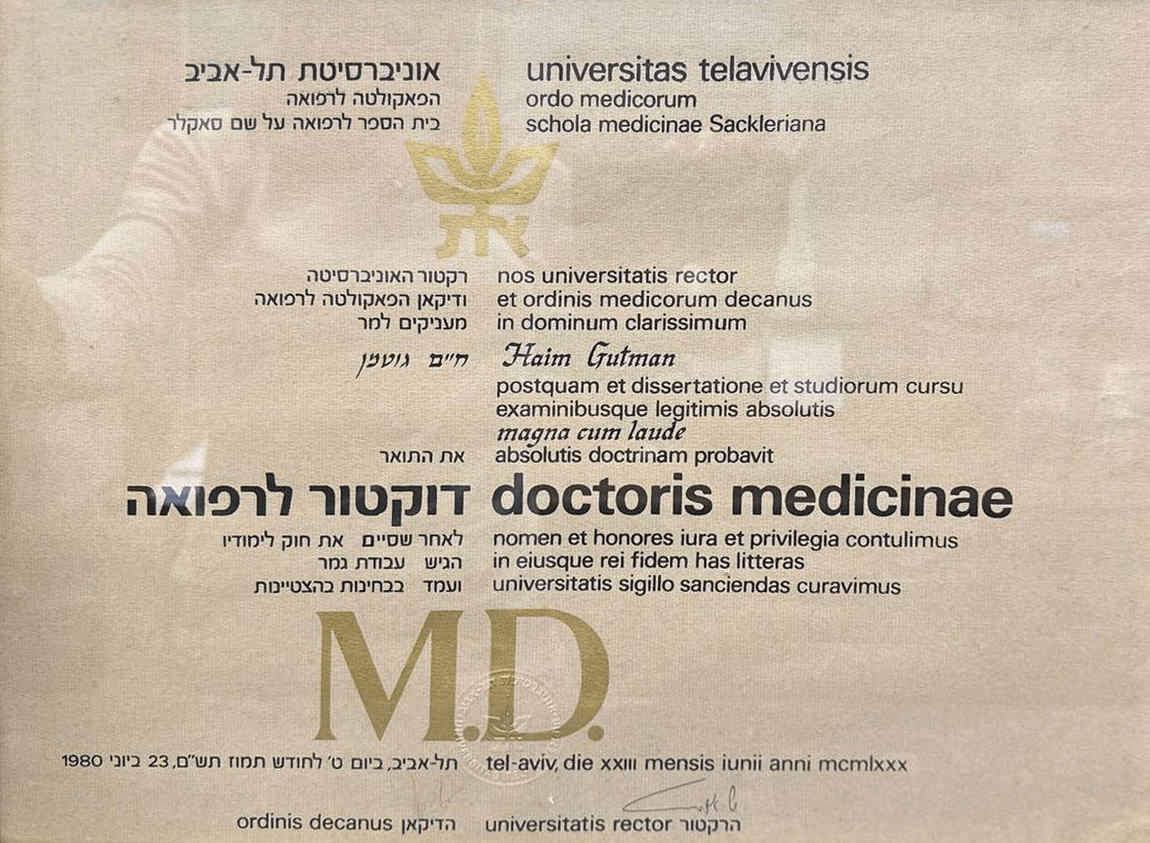 אוניברסיטת תל-אביב
הפאקולטה לרפואה
בית הספר לרפואה על שם סאקלר
universitas telavivensis
ordo medicorum
schola medicinae Sackleriana
את
רקטור האוניברסיטה
ודיקאן הפאקולטה לרפואה
מעניקים למר
חיים גוטמן
את התואר
דוקטור לרפואה
לאחר שסיים את חוק לימודיו
הגיש עבודת גמר
ועמד בבחינות בהצטיינות
nos universitatis rector
et ordinis medicorum decanus
in dominum clarissimum
Haim Gutman
postquam et dissertatione et studiorum cursu
examinibusque legitimis absolutis
magna cum laude
absolutis doctrinam probavit
doctoris medicinae
nomen et honores iura et privilegia contulimus
in eiusque rei fidem has litteras
universitatis sigillo sanciendas curavimus
M.D.
תל-אביב, ביום ט' לחודש תמוז תש"ם, 23 ביוני 1980
tel-aviv, die xxiii mensis iunii anni mcmlxxx
ordinis decanus הדיקאן
universitatis rector הרקטור